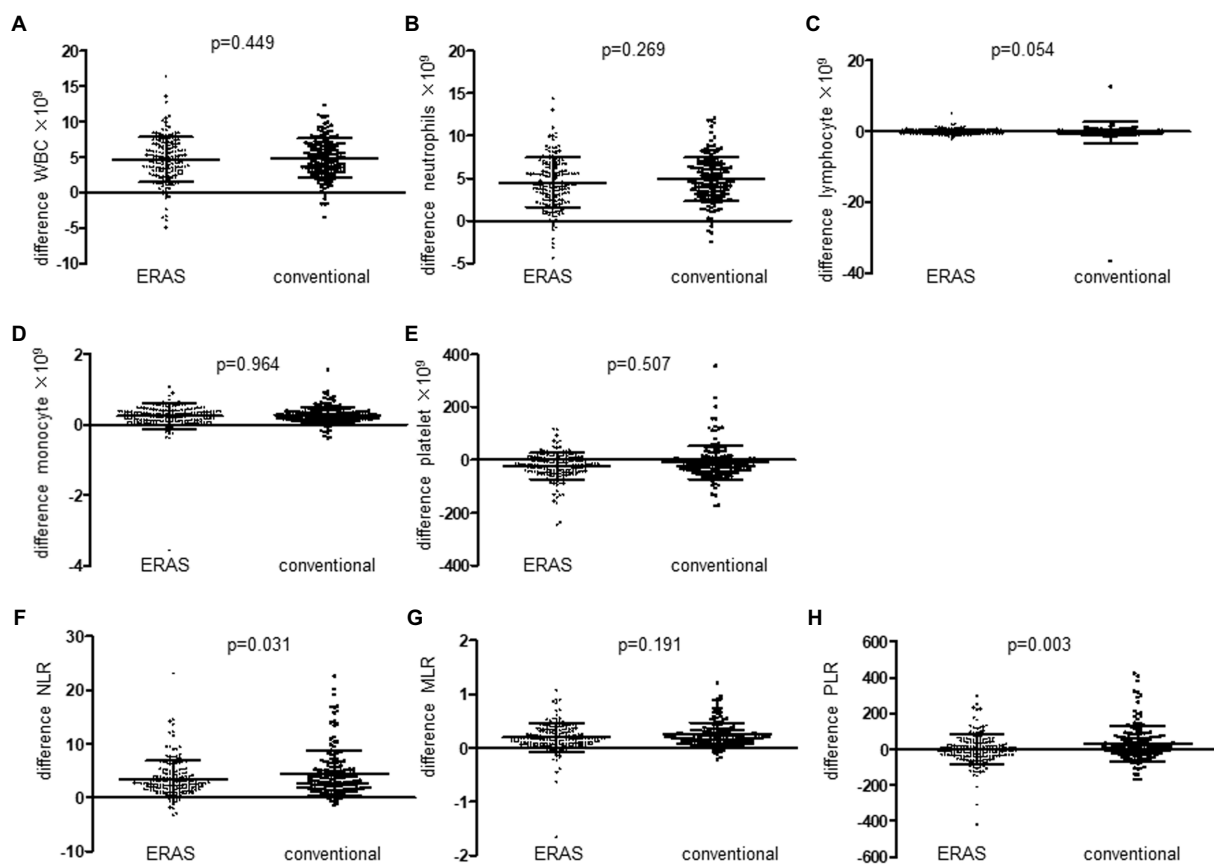 A
p=0.449
difference WBC ×10⁹
20
15
10
5
0
-5
-10
ERAS
conventional
B
p=0.269
difference neutrophils ×10⁹
20
15
10
5
0
-5
ERAS
conventional
C
p=0.054
difference lymphocyte ×10⁹
20
0
-20
-40
ERAS
conventional
D
p=0.964
difference monocyte ×10⁹
2
0
-2
-4
ERAS
conventional
E
p=0.507
difference platelet ×10⁹
400
200
0
-200
-400
ERAS
conventional
F
p=0.031
difference NLR
30
20
10
0
-10
ERAS
conventional
G
p=0.191
difference MLR
2
1
0
-1
-2
ERAS
conventional
H
p=0.003
difference PLR
600
400
200
0
-200
-400
-600
ERAS
conventional